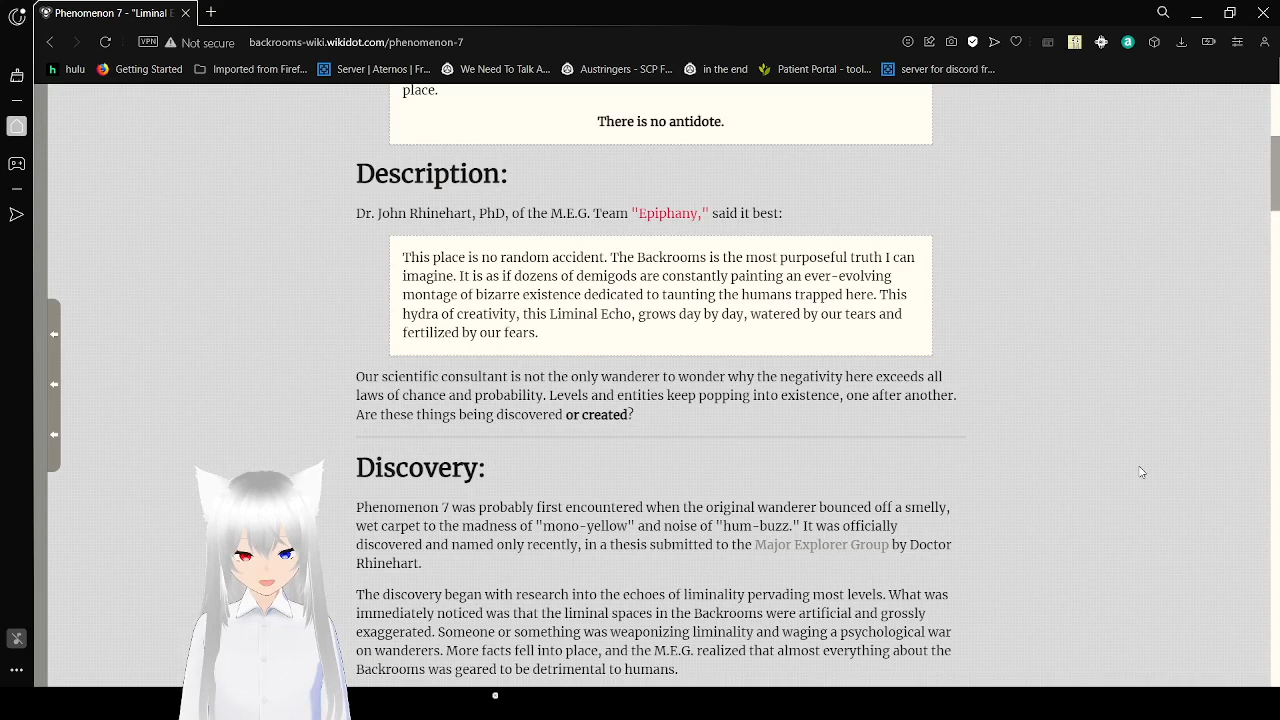 Phenomenon 7 - "Liminal E
VPN
Not secure
backrooms-wiki.wikidot.com/phenomenon-7
h
hulu
Getting Started
Imported from Firef...
Server | Aternos | Fr...
We Need To Talk A...
Austringers - SCP F...
in the end
Patient Portal - tool...
server for discord fr...
a
place.
There is no antidote.
Description:
Dr. John Rhinehart, PhD, of the M.E.G. Team "Epiphany," said it best:
This place is no random accident. The Backrooms is the most purposeful truth I can
imagine. It is as if dozens of demigods are constantly painting an ever-evolving
montage of bizarre existence dedicated to taunting the humans trapped here. This
hydra of creativity, this Liminal Echo, grows day by day, watered by our tears and
fertilized by our fears.
Our scientific consultant is not the only wanderer to wonder why the negativity here exceeds all
laws of chance and probability. Levels and entities keep popping into existence, one after another.
Are these things being discovered or created?
Discovery:
Phenomenon 7 was probably first encountered when the original wanderer bounced off a smelly,
wet carpet to the madness of "mono-yellow" and noise of "hum-buzz." It was officially
discovered and named only recently, in a thesis submitted to the Major Explorer Group by Doctor
Rhinehart.
The discovery began with research into the echoes of liminality pervading most levels. What was
immediately noticed was that the liminal spaces in the Backrooms were artificial and grossly
exaggerated. Someone or something was weaponizing liminality and waging a psychological war
on wanderers. More facts fell into place, and the M.E.G. realized that almost everything about the
Backrooms was geared to be detrimental to humans.